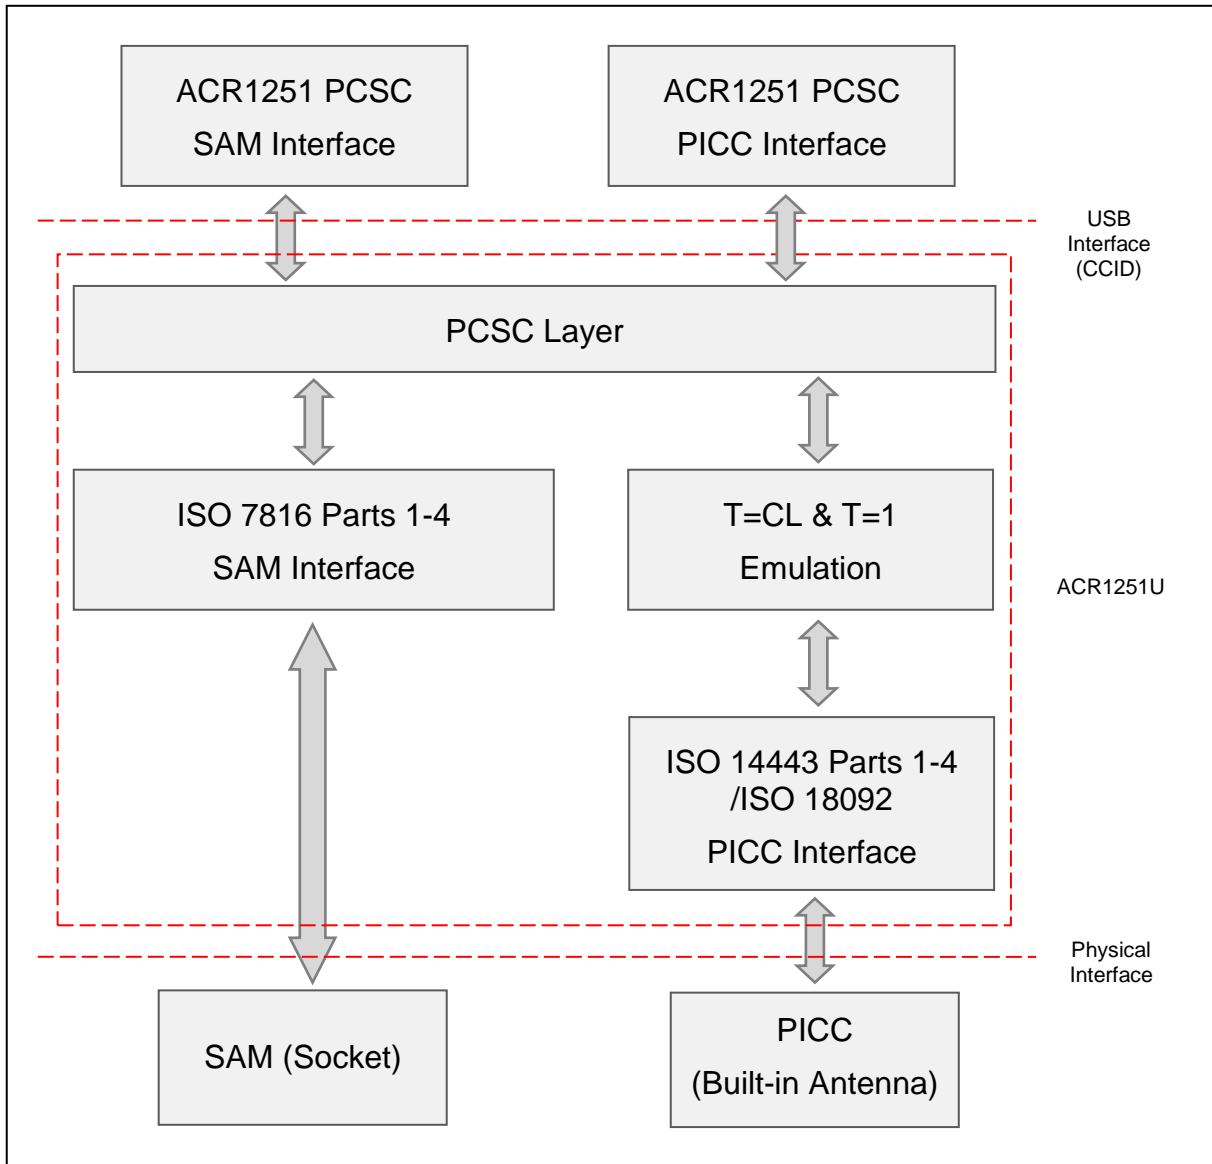 ACR1251 PCSC
SAM Interface
ACR1251 PCSC
PICC Interface
USB
Interface
(CCID)
PCSC Layer
ISO 7816 Parts 1-4
SAM Interface
T=CL & T=1
Emulation
ACR1251U
ISO 14443 Parts 1-4
/ISO 18092
PICC Interface
Physical
Interface
SAM (Socket)
PICC
(Built-in Antenna)